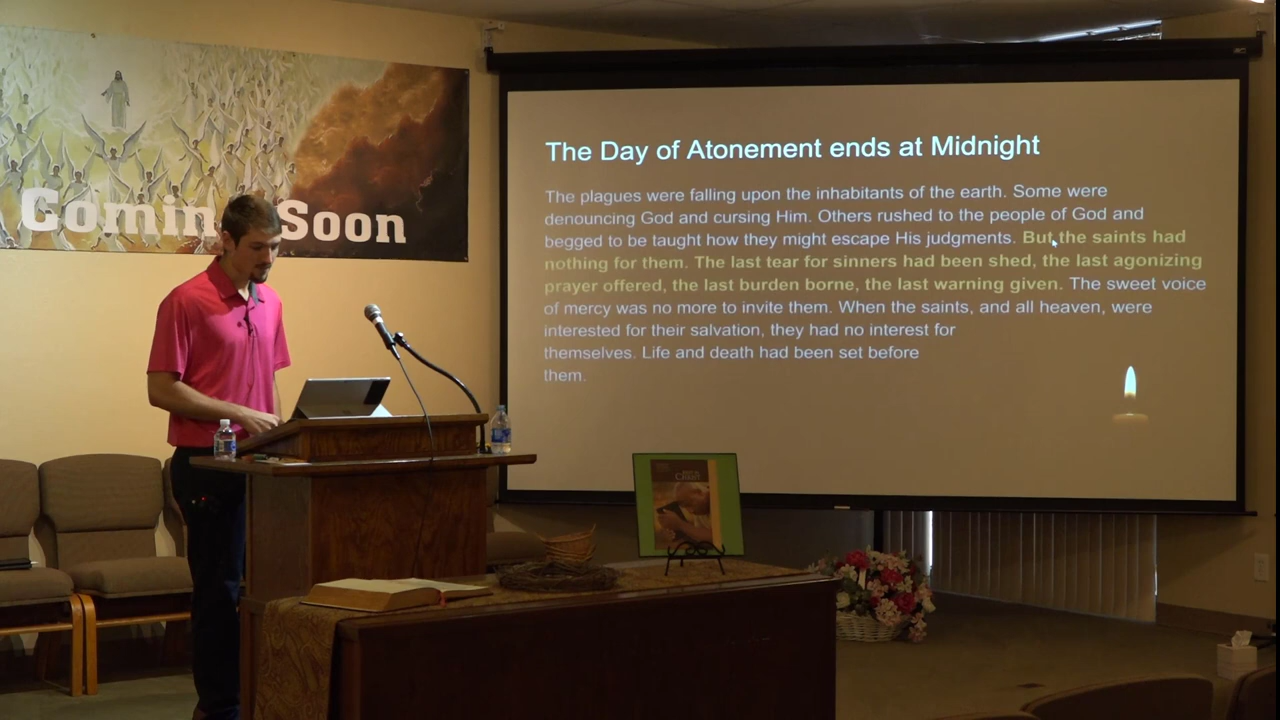 Coming Soon
The Day of Atonement ends at Midnight
The plagues were falling upon the inhabitants of the earth. Some were
denouncing God and cursing Him. Others rushed to the people of God and
begged to be taught how they might escape His judgments. But the saints had
nothing for them. The last tear for sinners had been shed, the last agonizing
prayer offered, the last burden borne, the last warning given. The sweet voice
of mercy was no more to invite them. When the saints, and all heaven, were
interested for their salvation, they had no interest for
themselves. Life and death had been set before
them.